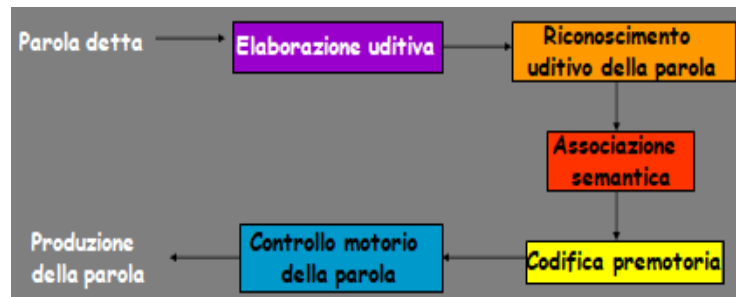 Parola detta
Elaborazione uditiva
Riconoscimento
uditivo della parola
Associazione
semantica
Codifica premotoria
Controllo motorio
della parola
Produzione
della parola